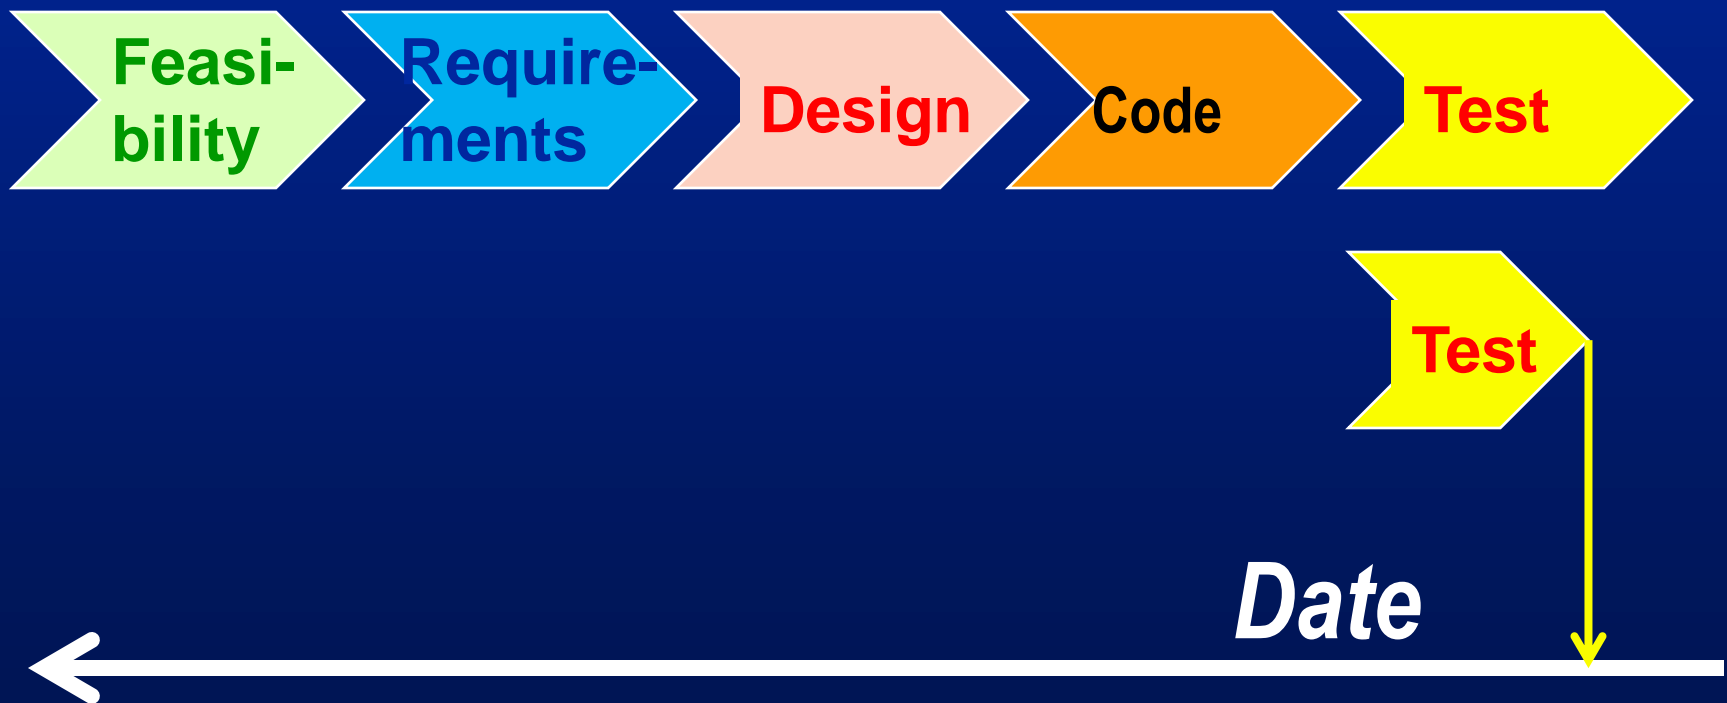 Feasi-
bility
Require-
ments
Design
Code
Test
Test
Date